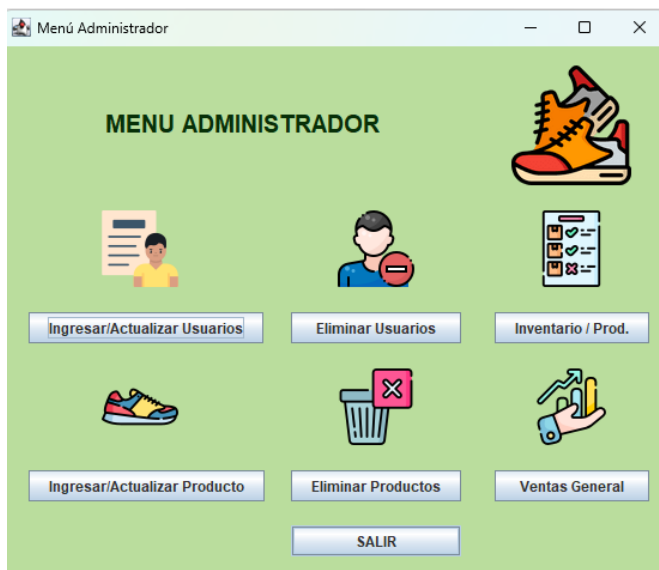 Menú Administrador
MENU ADMINISTRADOR
Ingresar/Actualizar Usuarios
Eliminar Usuarios
Inventario / Prod.
Ingresar/Actualizar Producto
Eliminar Productos
Ventas General
SALIR